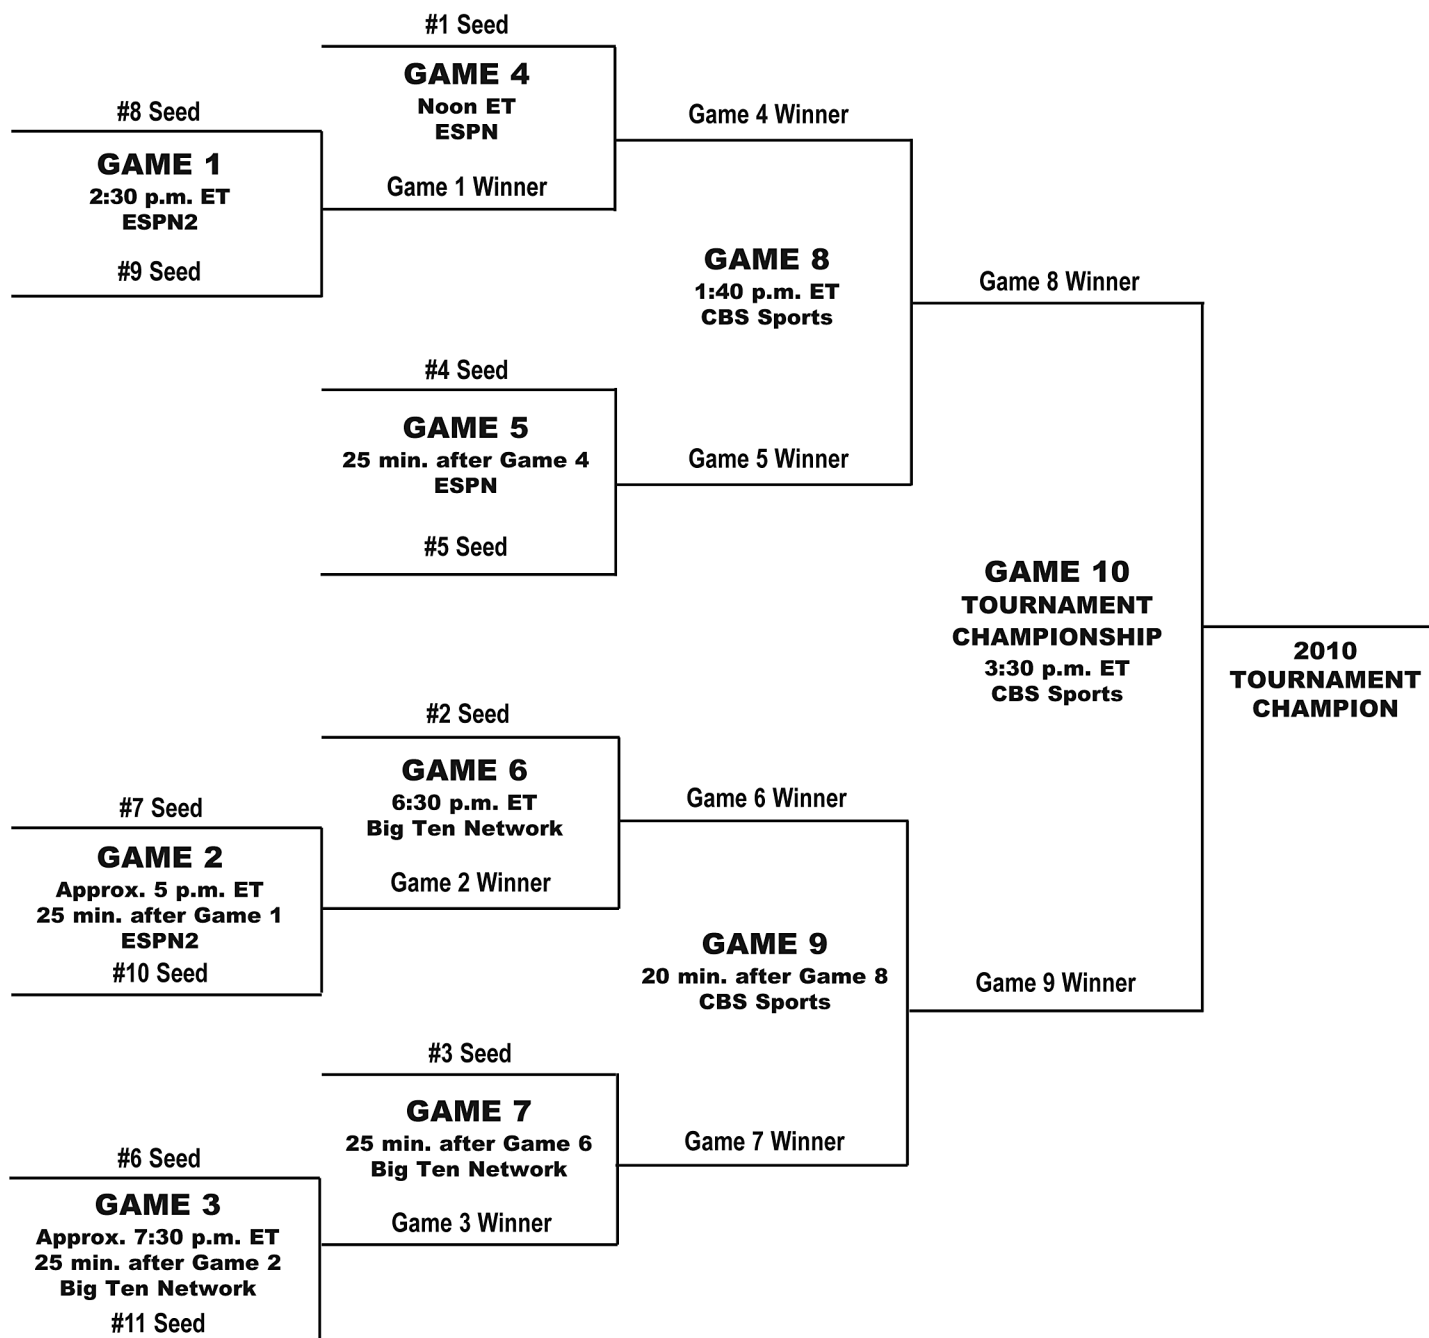 #1 Seed
GAME 4
Noon ET
ESPN
Game 1 Winner
#8 Seed
GAME 1
2:30 p.m. ET
ESPN2
#9 Seed
Game 4 Winner
GAME 8
1:40 p.m. ET
CBS Sports
Game 5 Winner
#4 Seed
GAME 5
25 min. after Game 4
ESPN
#5 Seed
Game 8 Winner
GAME 10
TOURNAMENT
CHAMPIONSHIP
3:30 p.m. ET
CBS Sports
Game 9 Winner
2010
TOURNAMENT
CHAMPION
#2 Seed
GAME 6
6:30 p.m. ET
Big Ten Network
Game 2 Winner
#7 Seed
GAME 2
Approx. 5 p.m. ET
25 min. after Game 1
ESPN2
#10 Seed
Game 6 Winner
GAME 9
20 min. after Game 8
CBS Sports
Game 7 Winner
#3 Seed
GAME 7
25 min. after Game 6
Big Ten Network
Game 3 Winner
#6 Seed
GAME 3
Approx. 7:30 p.m. ET
25 min. after Game 2
Big Ten Network
#11 Seed